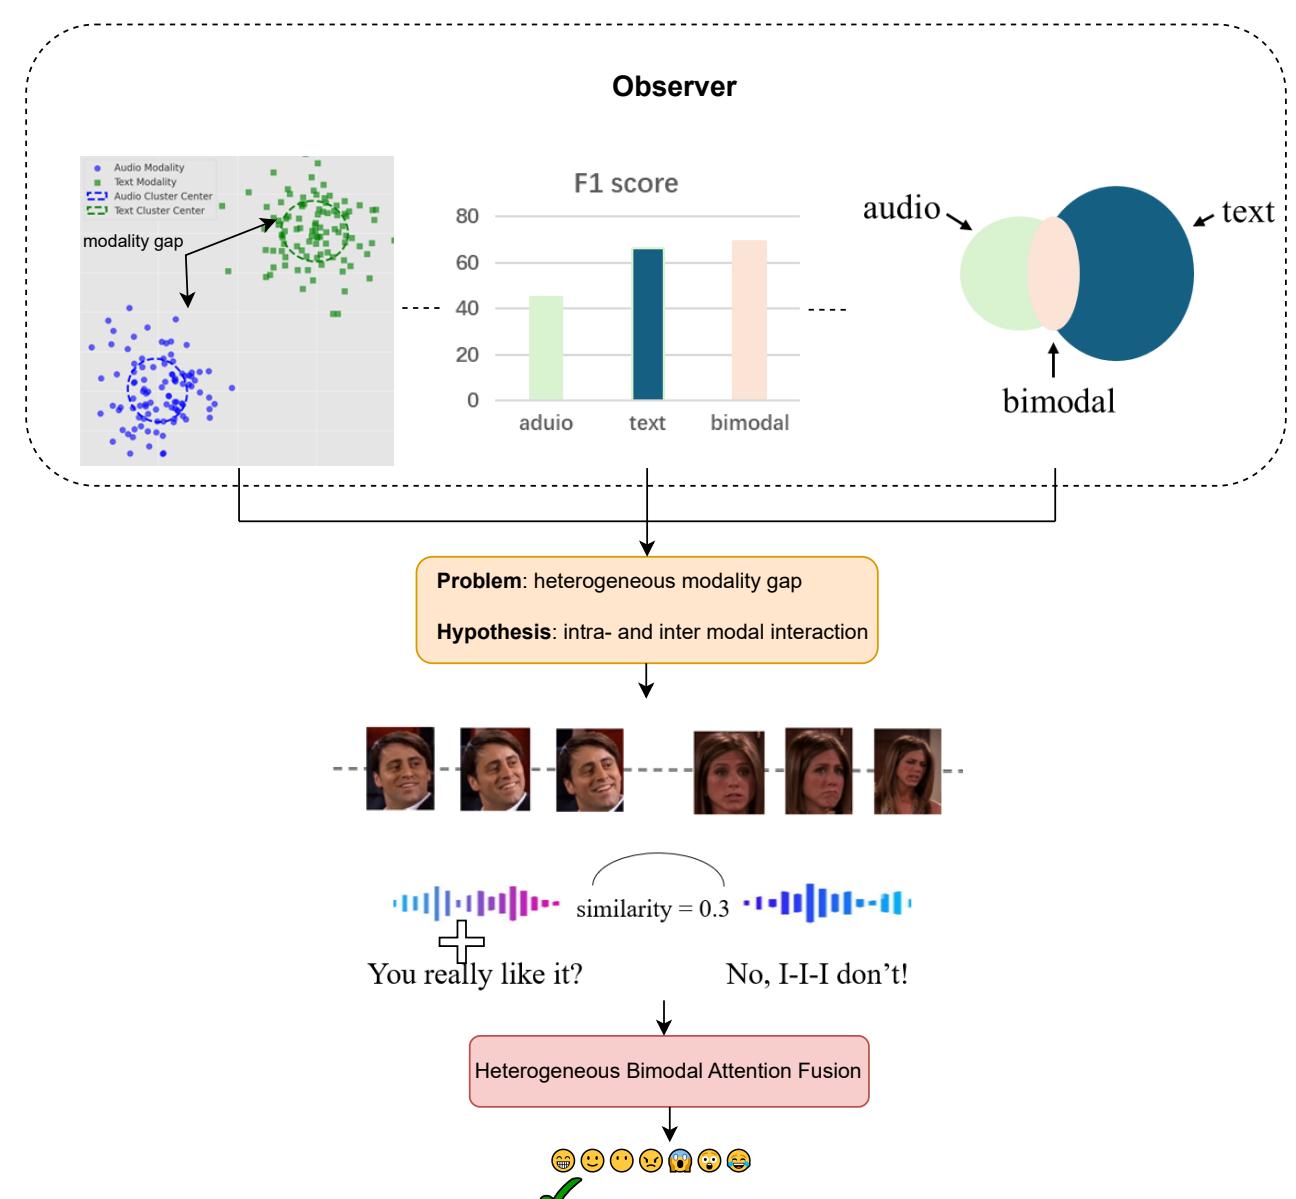 Observer
Audio Modality
Text Modality
Audio Cluster Center
Text Cluster Center
modality gap
F1 score
80
60
40
20
0
aduio text bimodal
audio
text
bimodal
Problem: heterogeneous modality gap
Hypothesis: intra- and inter modal interaction
similarity = 0.3
You really like it?
No, I-I-I don't!
Heterogeneous Bimodal Attention Fusion